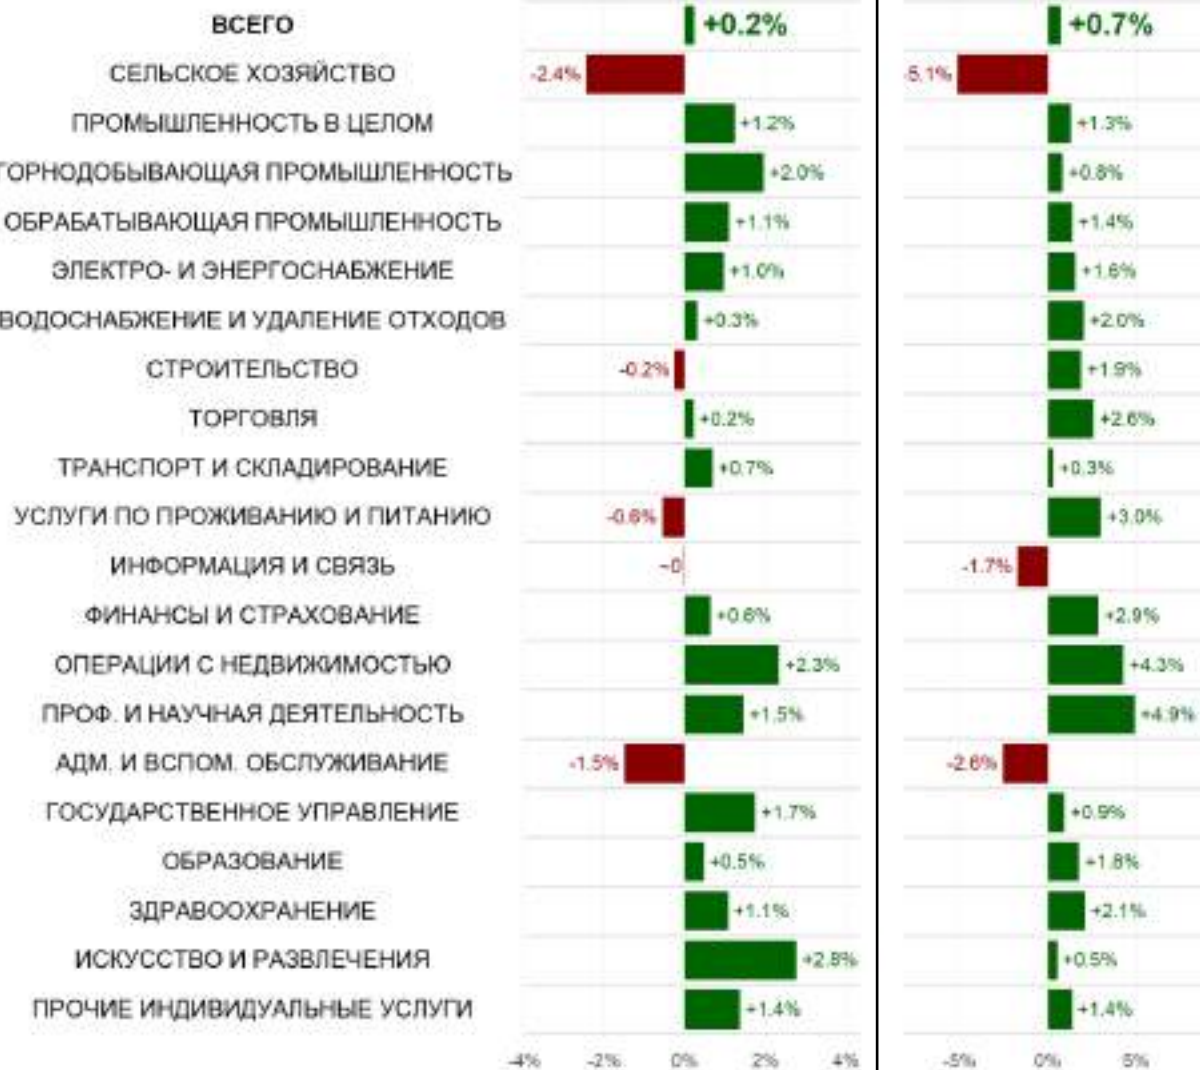 ВСЕГО +0.2% +0.7%
СЕЛЬСКОЕ ХОЗЯЙСТВО -2.4% -5.1%
ПРОМЫШЛЕННОСТЬ В ЦЕЛОМ +1.2% +1.3%
ГОРНОДОБЫВАЮЩАЯ ПРОМЫШЛЕННОСТЬ +2.0% +0.8%
ОБРАБАТЫВАЮЩАЯ ПРОМЫШЛЕННОСТЬ +1.1% +1.4%
ЭЛЕКТРО- И ЭНЕРГОСНАБЖЕНИЕ +1.0% +1.6%
ВОДОСНАБЖЕНИЕ И УДАЛЕНИЕ ОТХОДОВ +0.3% +2.0%
СТРОИТЕЛЬСТВО -0.2% +1.9%
ТОРГОВЛЯ +0.2% +2.6%
ТРАНСПОРТ И СКЛАДИРОВАНИЕ +0.7% +0.3%
УСЛУГИ ПО ПРОЖИВАНИЮ И ПИТАНИЮ -0.6% +3.0%
ИНФОРМАЦИЯ И СВЯЗЬ ~0 -1.7%
ФИНАНСЫ И СТРАХОВАНИЕ +0.6% +2.9%
ОПЕРАЦИИ С НЕДВИЖИМОСТЬЮ +2.3% +4.3%
ПРОФ. И НАУЧНАЯ ДЕЯТЕЛЬНОСТЬ +1.5% +4.9%
АДМ. И ВСПОМ. ОБСЛУЖИВАНИЕ -1.5% -2.6%
ГОСУДАРСТВЕННОЕ УПРАВЛЕНИЕ +1.7% +0.9%
ОБРАЗОВАНИЕ +0.5% +1.8%
ЗДРАВООХРАНЕНИЕ +1.1% +2.1%
ИСКУССТВО И РАЗВЛЕЧЕНИЯ +2.8% +0.5%
ПРОЧИЕ ИНДИВИДУАЛЬНЫЕ УСЛУГИ +1.4% +1.4%
-4% -2% 0% 2% 4% -5% 0% 5%